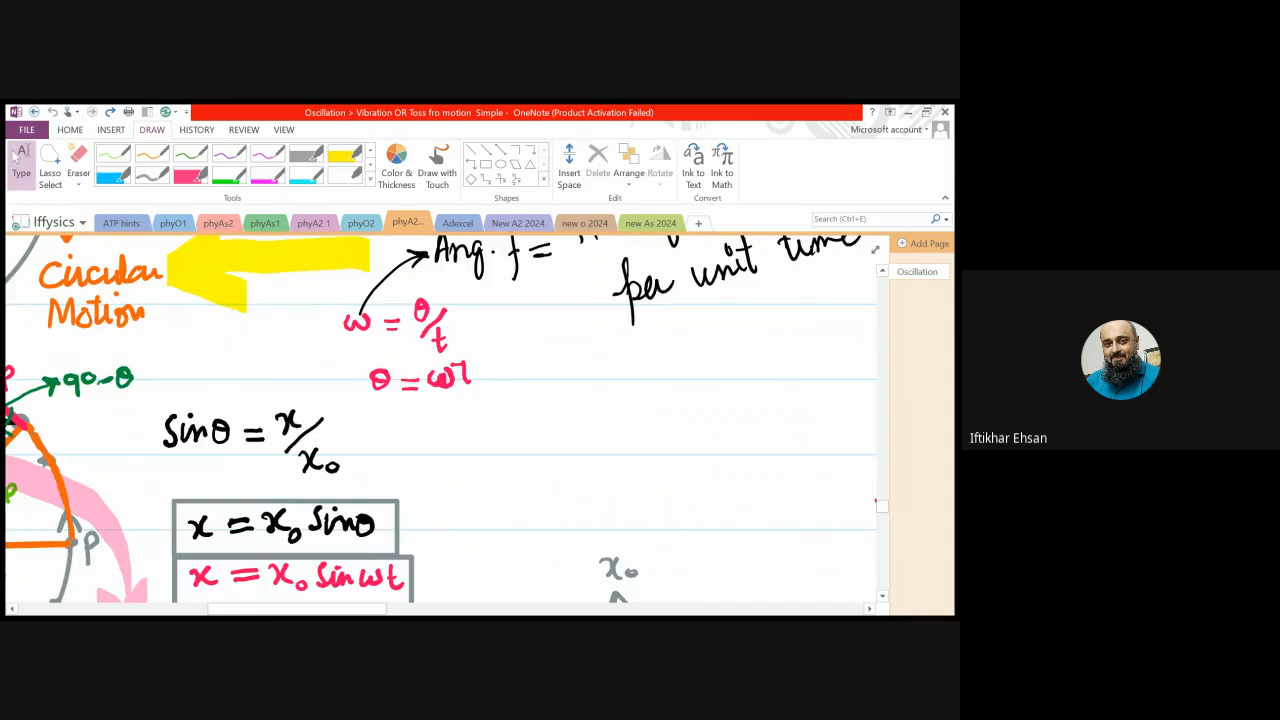 Oscillation > Vibration OR Toss fro motion Simple - OneNote (Product Activation Failed)
FILE HOME INSERT DRAW HISTORY REVIEW VIEW
Microsoft account
Type Lasso Select Eraser Color & Thickness Draw with Touch Insert Space Delete Arrange Rotate Ink to Text Ink to Math
Tools Shapes Edit Convert
Iffysics ATP hints phyO1 phyAs2 phyAs1 phyA2 1 phyO2 phyA2... Adexcel New A2 2024 new o 2024 new As 2024
Search (Ctrl+E)
Add Page
Oscillation
Circular
Motion
Ang. f =
per unit time
ω = θ/t
θ = ωt
90-θ
sinθ = x/x₀
x = x₀ sinθ
x = x₀ sin ωt
P
x₀
Iftikhar Ehsan